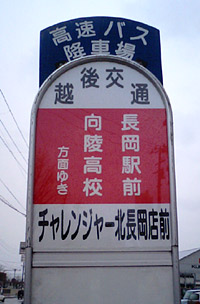 高速バス
降車場
越後交通
長岡駅前
向陵高校
方面ゆき
チャレンジャー北長岡店前